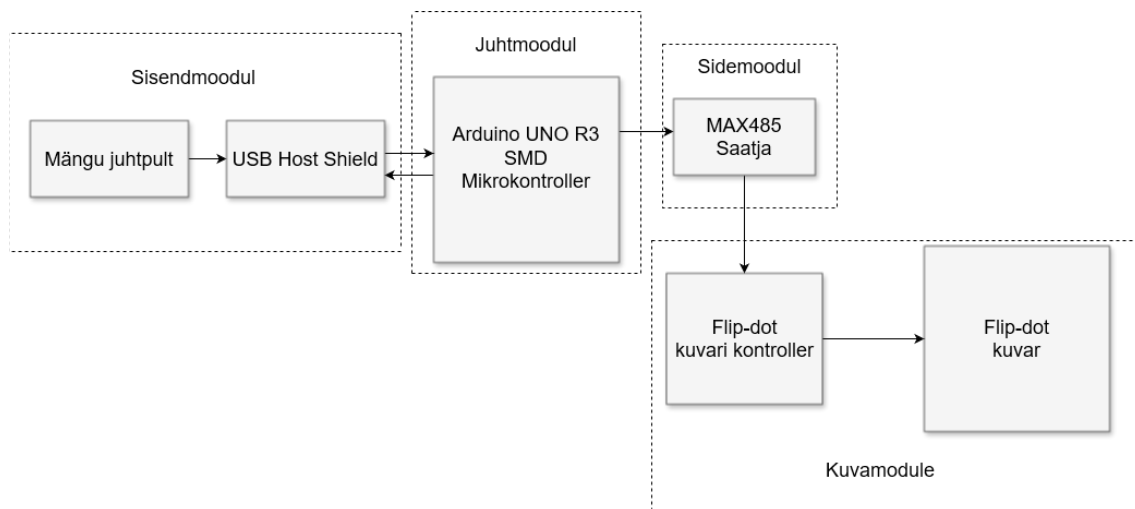 Sisendmoodul
Mängu juhtpult
USB Host Shield
Juhtmoodul
Arduino UNO R3
SMD
Mikrokontroller
Sidemoodul
MAX485
Saatja
Flip-dot
kuvari kontroller
Flip-dot
kuvar
Kuvamodule